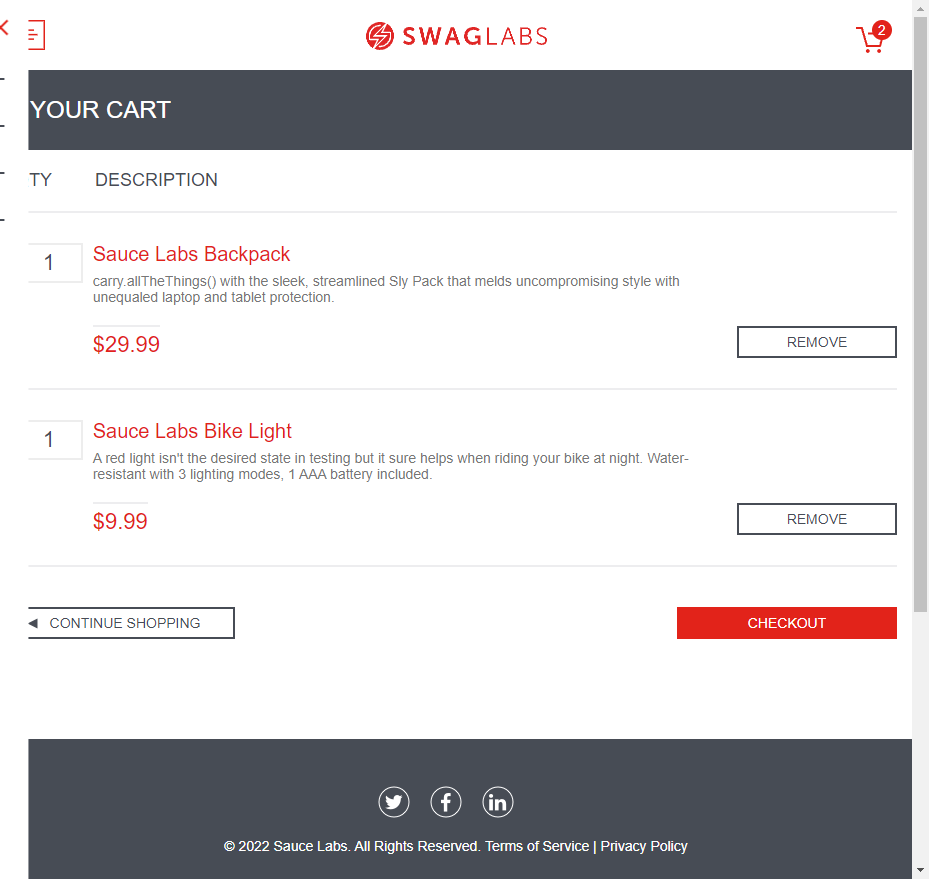 SWAGLABS
2
YOUR CART
TY
DESCRIPTION
1
Sauce Labs Backpack
carry.allTheThings() with the sleek, streamlined Sly Pack that melds uncompromising style with
unequaled laptop and tablet protection.
$29.99
REMOVE
1
Sauce Labs Bike Light
A red light isn't the desired state in testing but it sure helps when riding your bike at night. Water-
resistant with 3 lighting modes, 1 AAA battery included.
$9.99
REMOVE
CONTINUE SHOPPING
CHECKOUT
© 2022 Sauce Labs. All Rights Reserved. Terms of Service | Privacy Policy